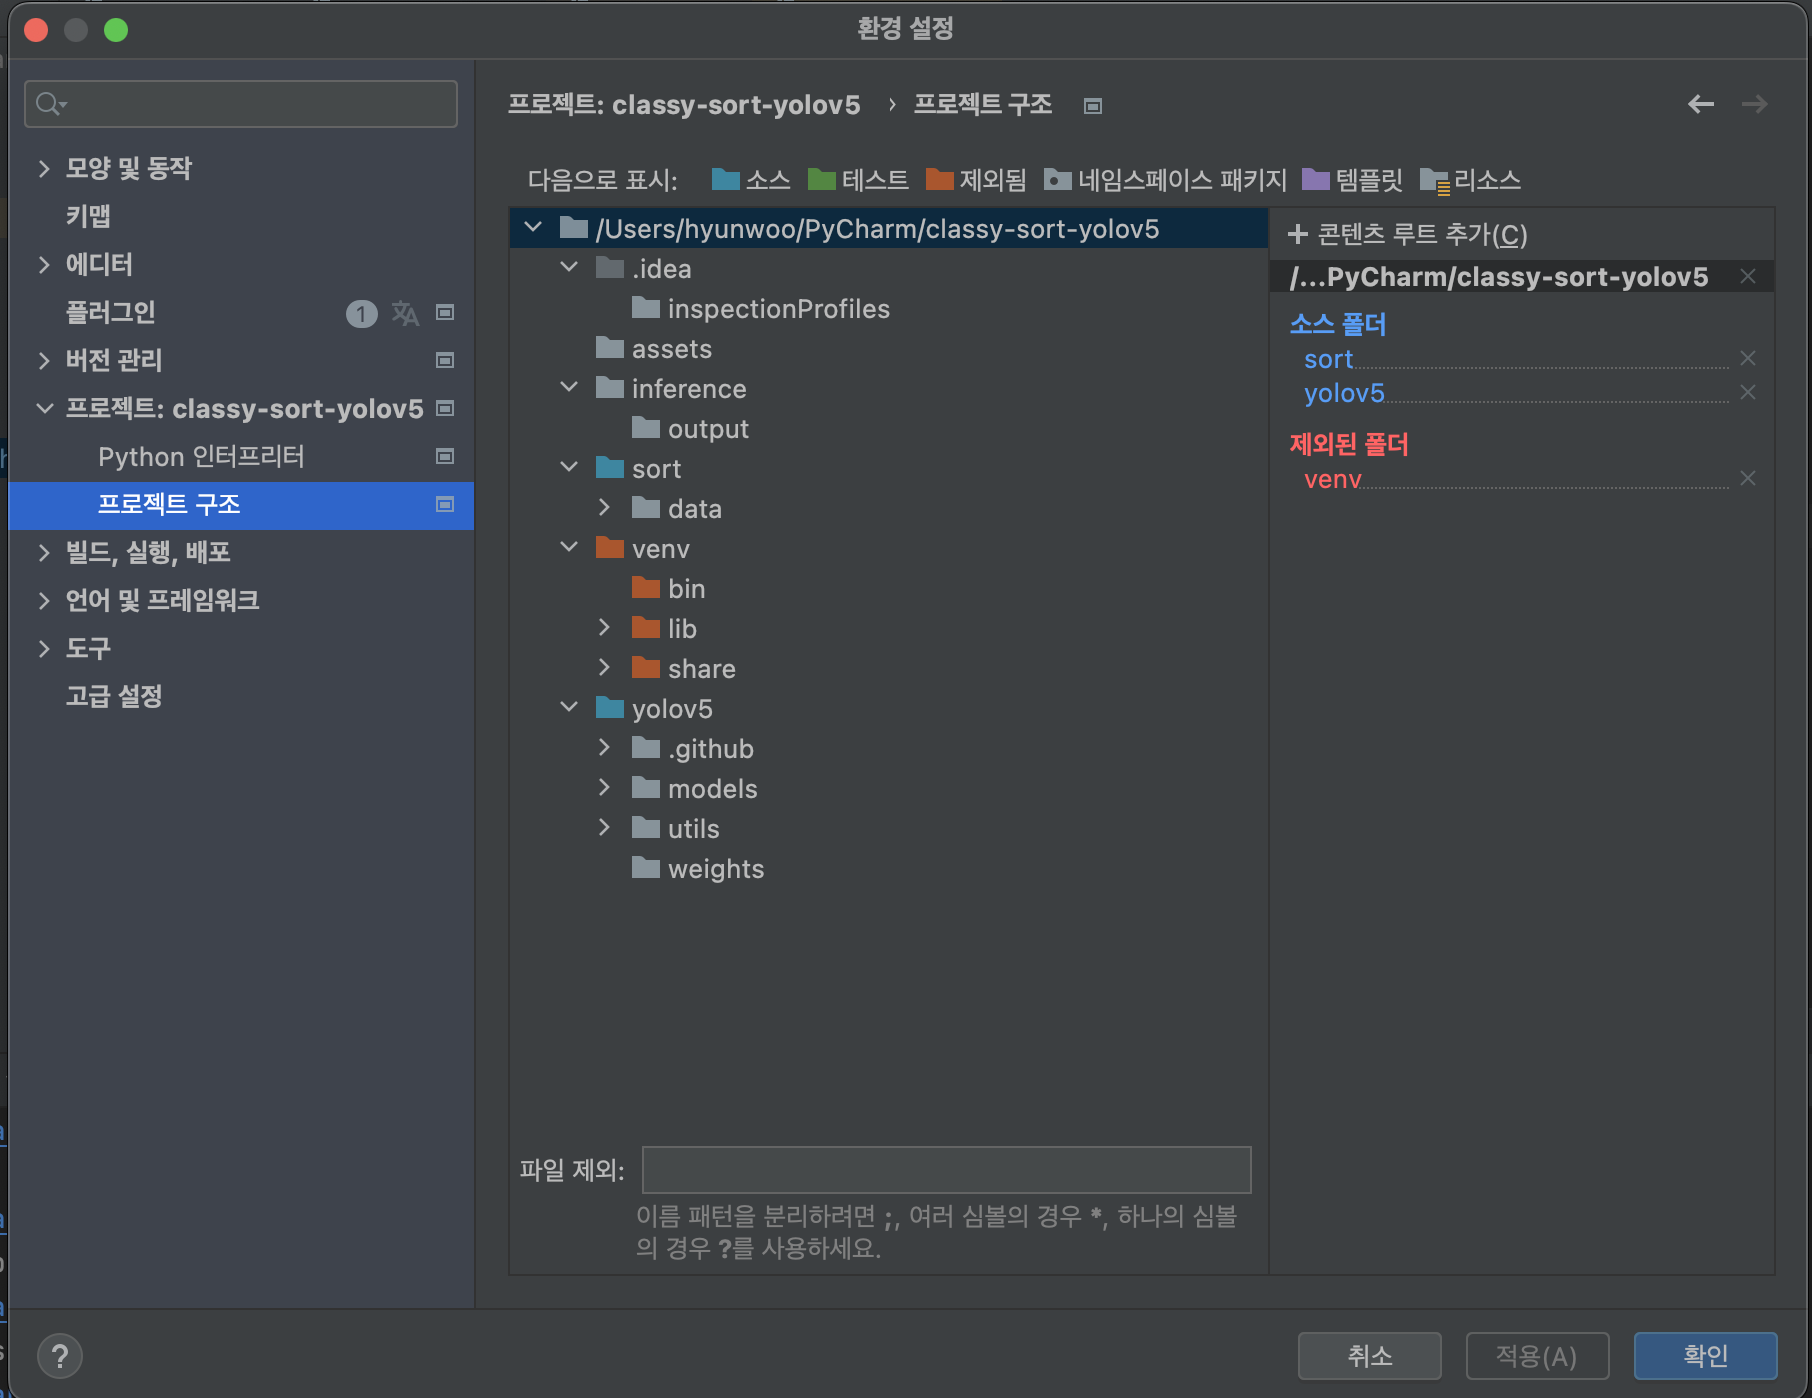 환경 설정
프로젝트: classy-sort-yolov5 › 프로젝트 구조
모양 및 동작
키맵
에디터
플러그인 1
버전 관리
프로젝트: classy-sort-yolov5
Python 인터프리터
프로젝트 구조
빌드, 실행, 배포
언어 및 프레임워크
도구
고급 설정
다음으로 표시: 소스 테스트 제외됨 네임스페이스 패키지 템플릿 리소스
/Users/hyunwoo/PyCharm/classy-sort-yolov5
.idea
inspectionProfiles
assets
inference
output
sort
data
venv
bin
lib
share
yolov5
.github
models
utils
weights
파일 제외:
이름 패턴을 분리하려면 ;, 여러 심볼의 경우 *, 하나의 심볼
의 경우 ?를 사용하세요.
+ 콘텐츠 루트 추가(C)
/...PyCharm/classy-sort-yolov5
소스 폴더
sort
yolov5
제외된 폴더
venv
?
취소
적용(A)
확인